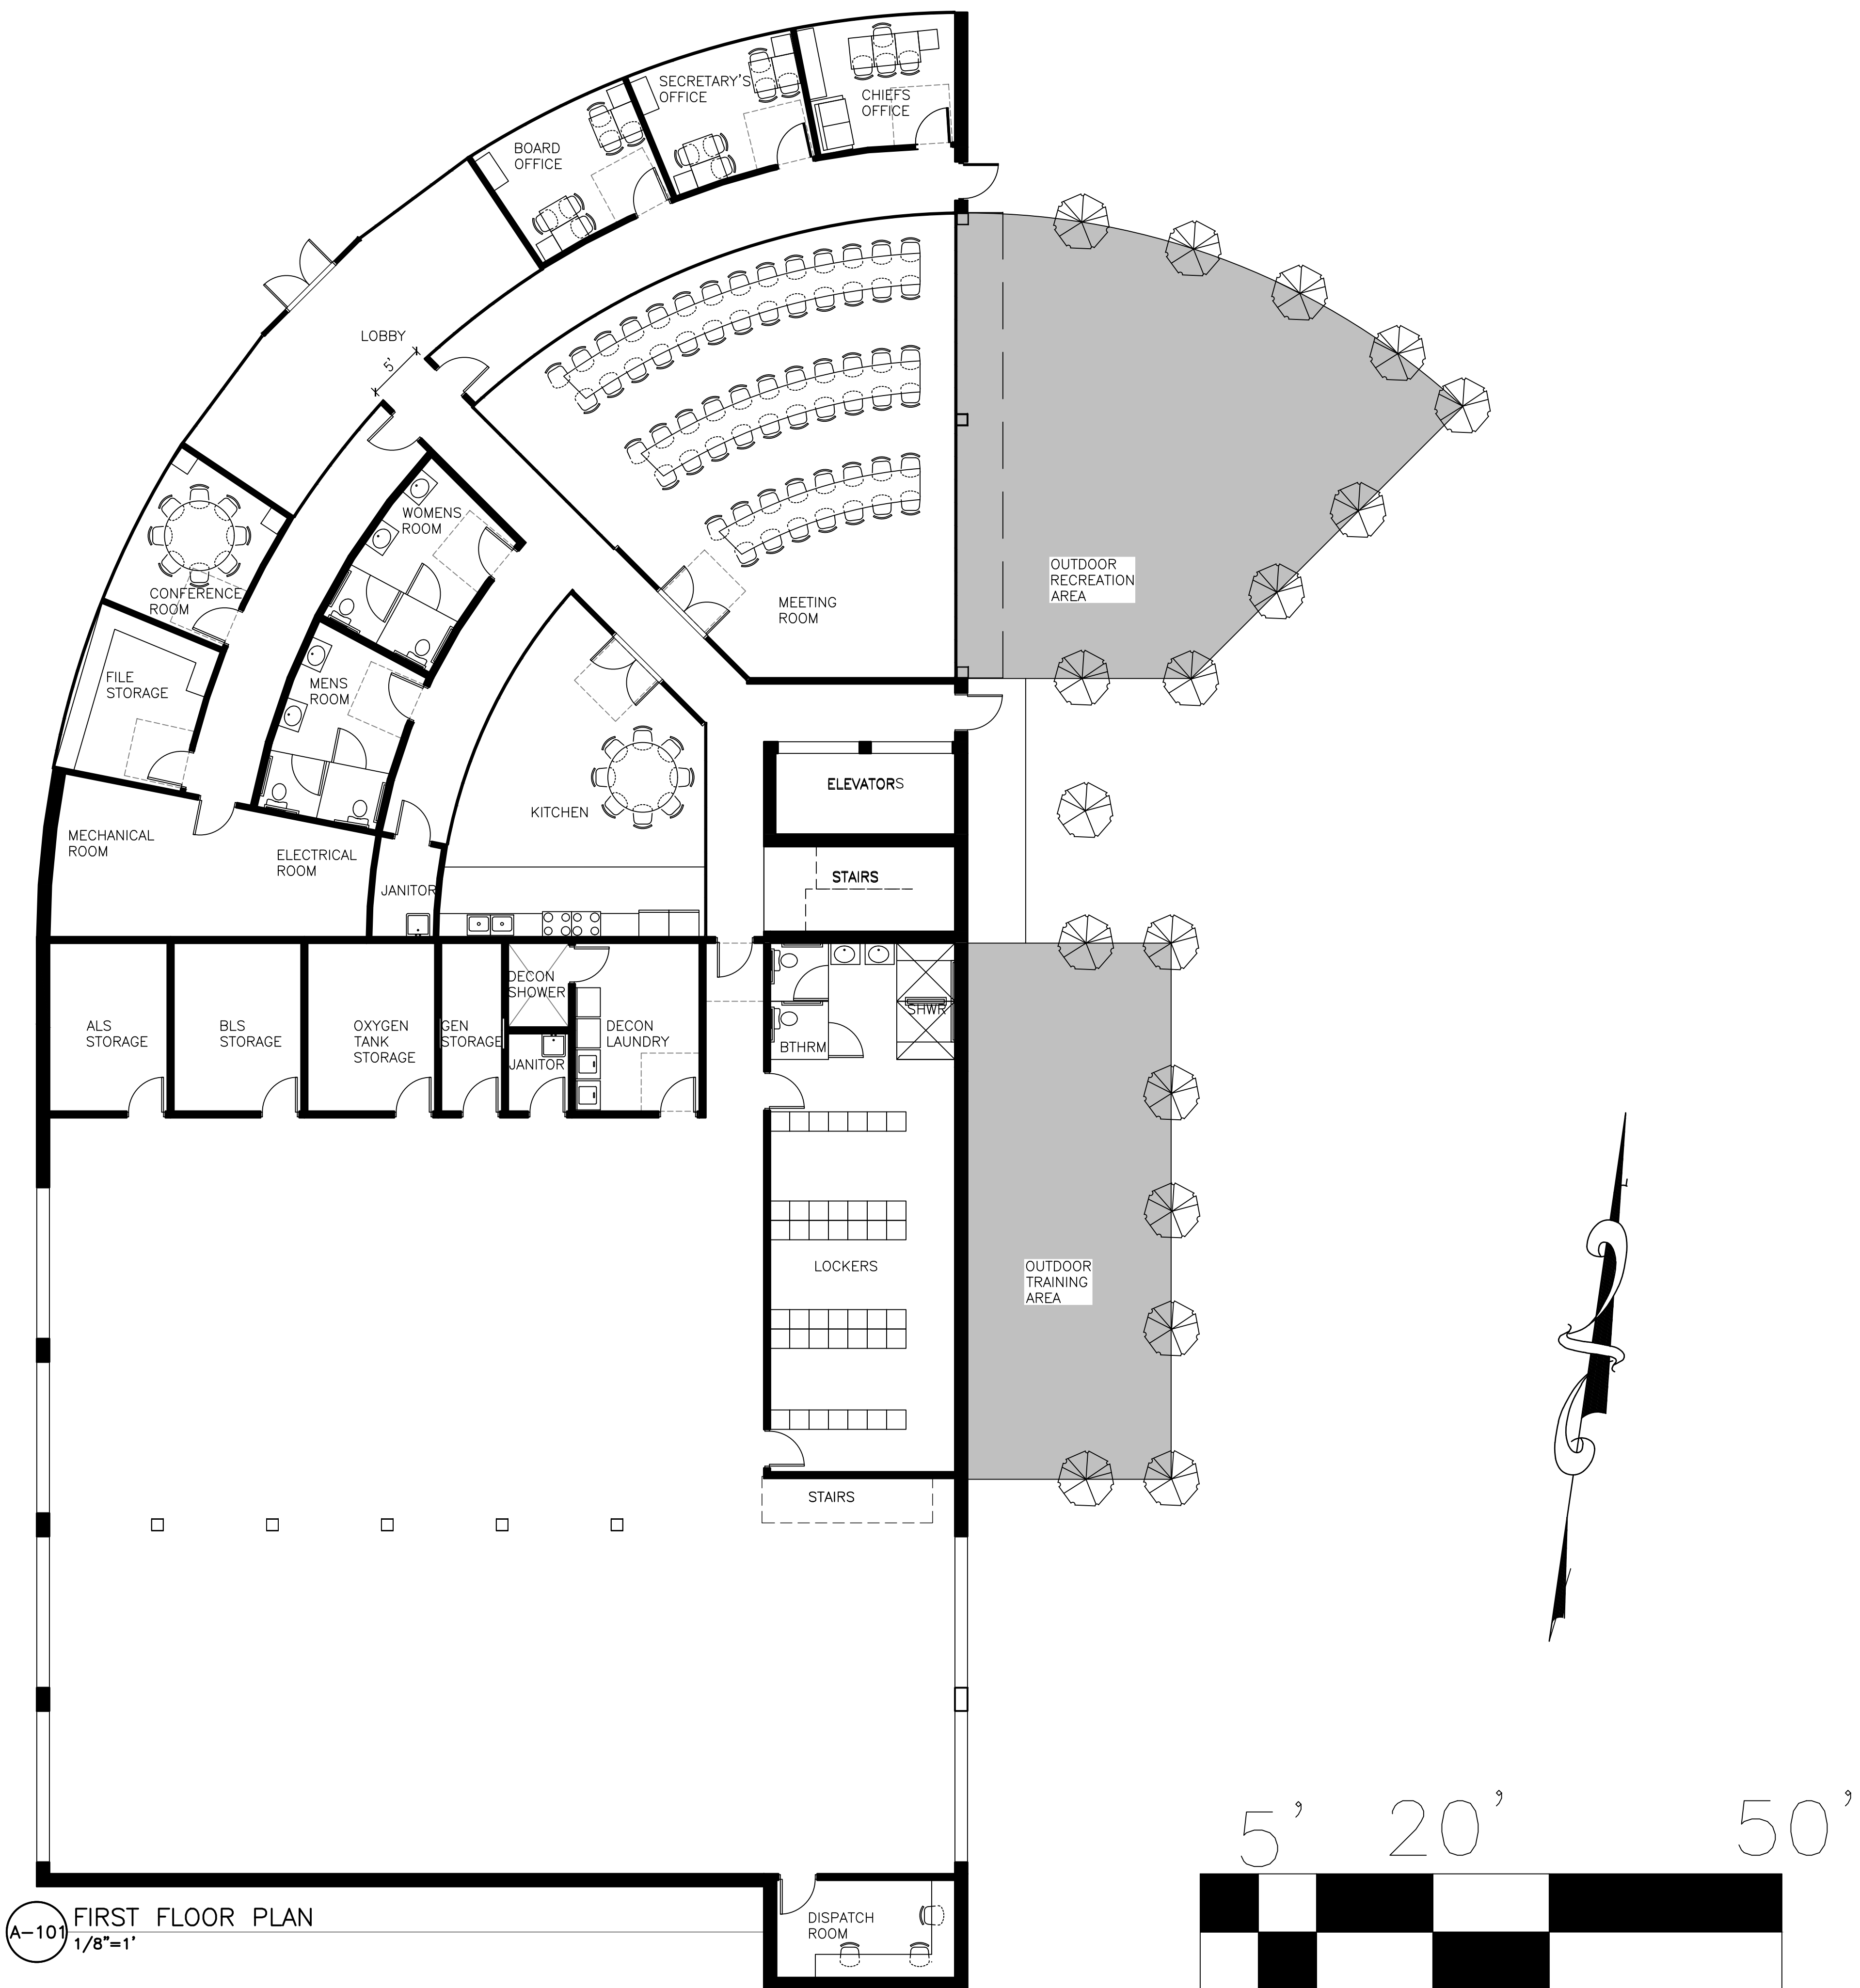 SECRETARY'S
OFFICE
CHIEFS
OFFICE
BOARD
OFFICE
LOBBY
5'
WOMENS
ROOM
CONFERENCE
ROOM
MEETING
ROOM
OUTDOOR
RECREATION
AREA
FILE
STORAGE
MENS
ROOM
ELEVATORS
KITCHEN
MECHANICAL
ROOM
ELECTRICAL
ROOM
JANITOR
STAIRS
ALS
STORAGE
BLS
STORAGE
OXYGEN
TANK
STORAGE
GEN
STORAGE
DECON
SHOWER
JANITOR
DECON
LAUNDRY
BTHRM
SHWR
LOCKERS
OUTDOOR
TRAINING
AREA
STAIRS
5' 20' 50'
DISPATCH
ROOM
A-101
FIRST FLOOR PLAN
1/8"=1'